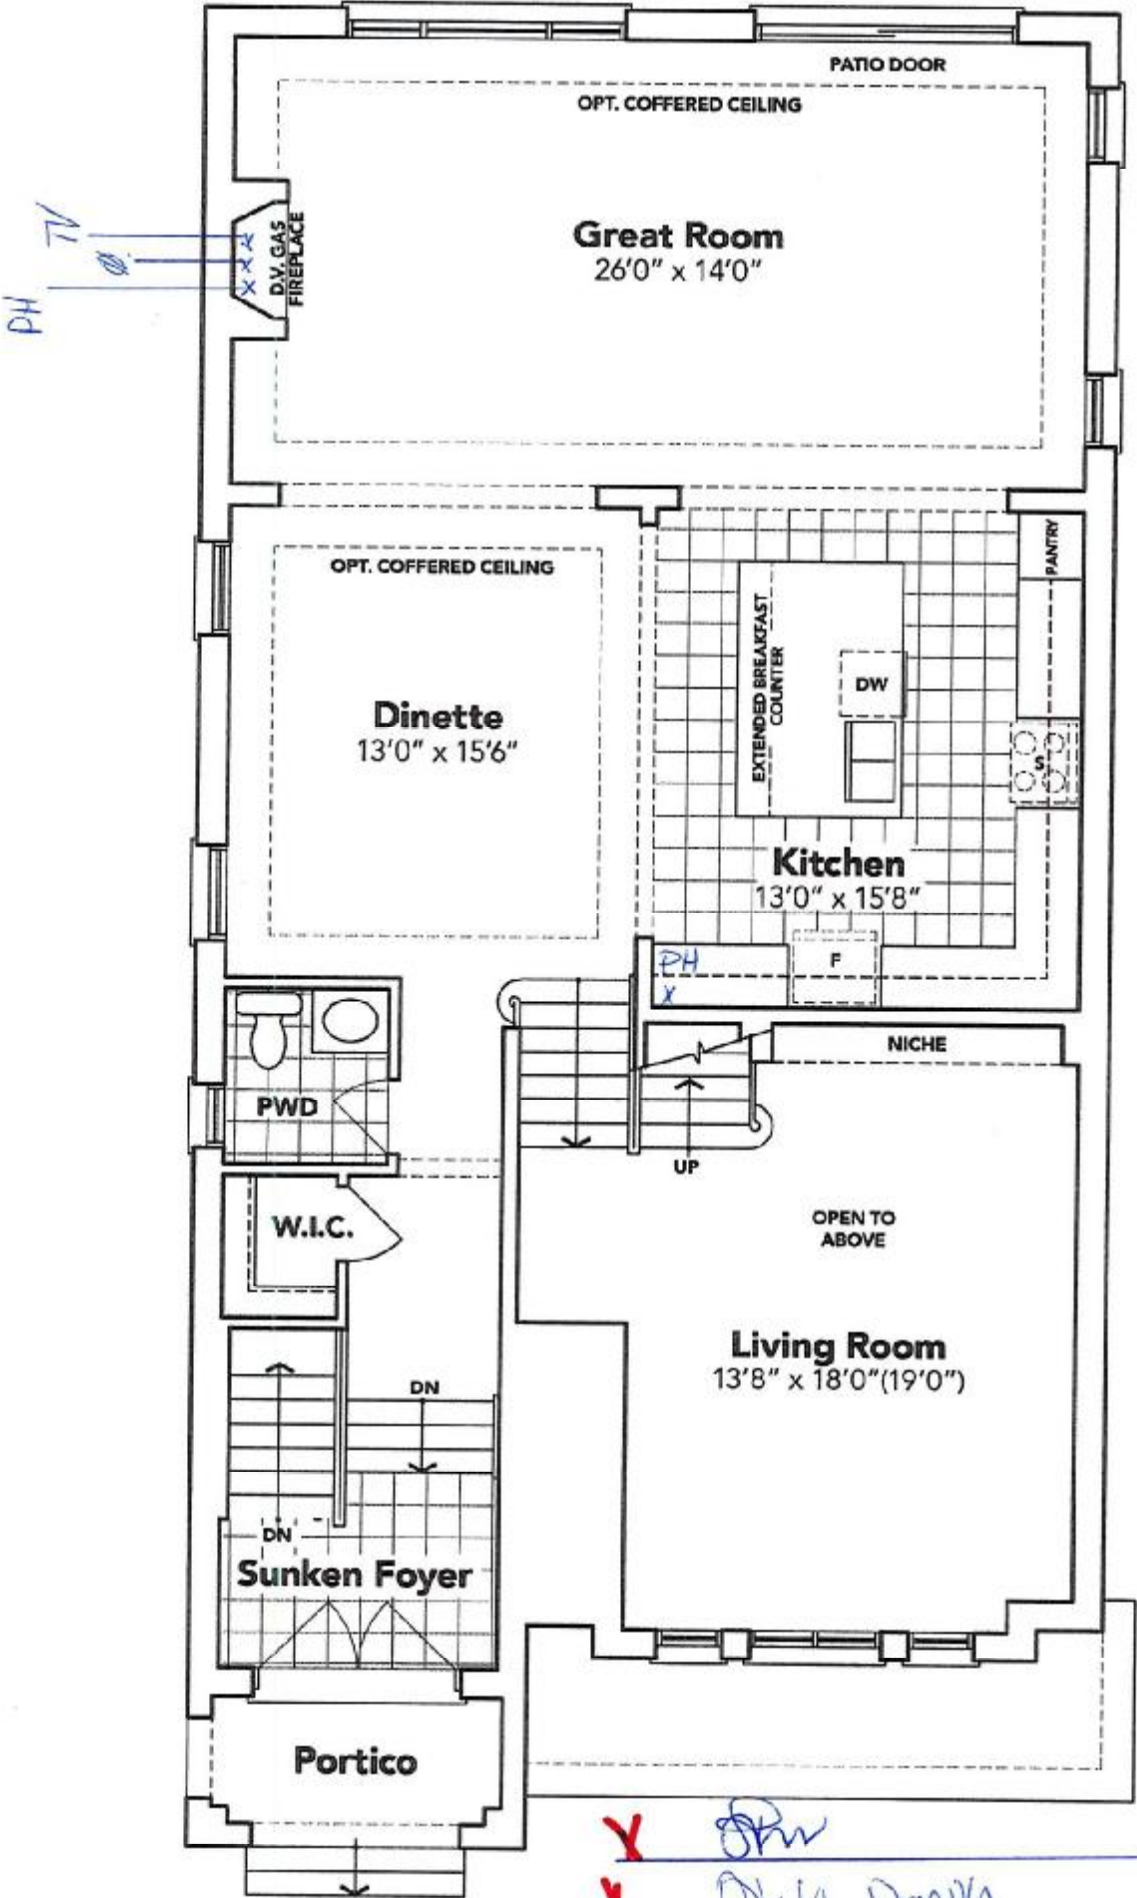 PATIO DOOR
OPT. COFFERED CEILING
TV
Ø
PH
D.V. GAS
FIREPLACE
Great Room
26'0" x 14'0"
OPT. COFFERED CEILING
PANTRY
EXTENDED BREAKFAST
COUNTER
DW
Dinette
13'0" x 15'6"
S
Kitchen
13'0" x 15'8"
PH
X
F
NICHE
PWD
UP
W.I.C.
OPEN TO
ABOVE
Living Room
13'8" x 18'0"(19'0")
DN
DN
Sunken Foyer
Portico
X
X